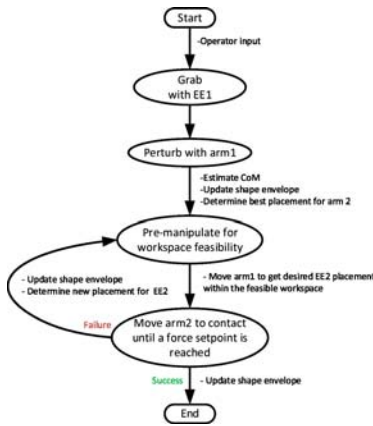 Start
-Operator input
Grab
with EE1
Perturb with arm1
-Estimate CoM
-Update shape envelope
-Determine best placement for arm 2
Pre-manipulate for
workspace feasibility
- Update shape envelope
- Determine new placement for EE2
- Move arm1 to get desired EE2 placement
within the feasible workspace
Failure
Move arm2 to contact
until a force setpoint is
reached
Success
- Update shape envelope
End